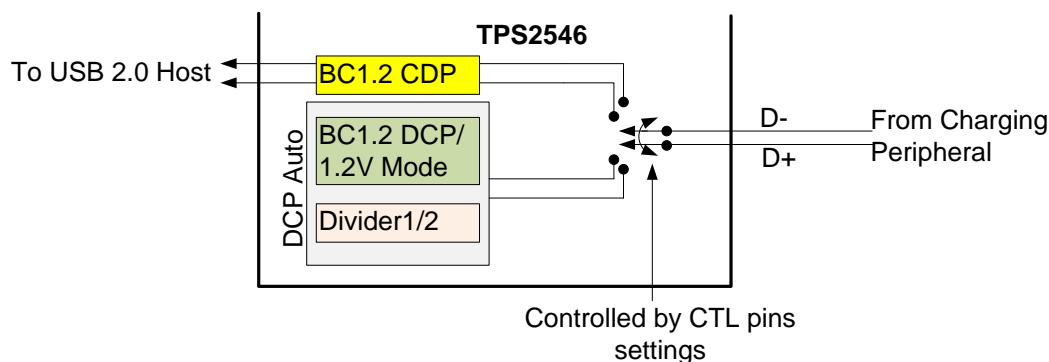 TPS2546
To USB 2.0 Host
BC1.2 CDP
DCP Auto
BC1.2 DCP/
1.2V Mode
Divider1/2
D-
D+
From Charging
Peripheral
Controlled by CTL pins
settings